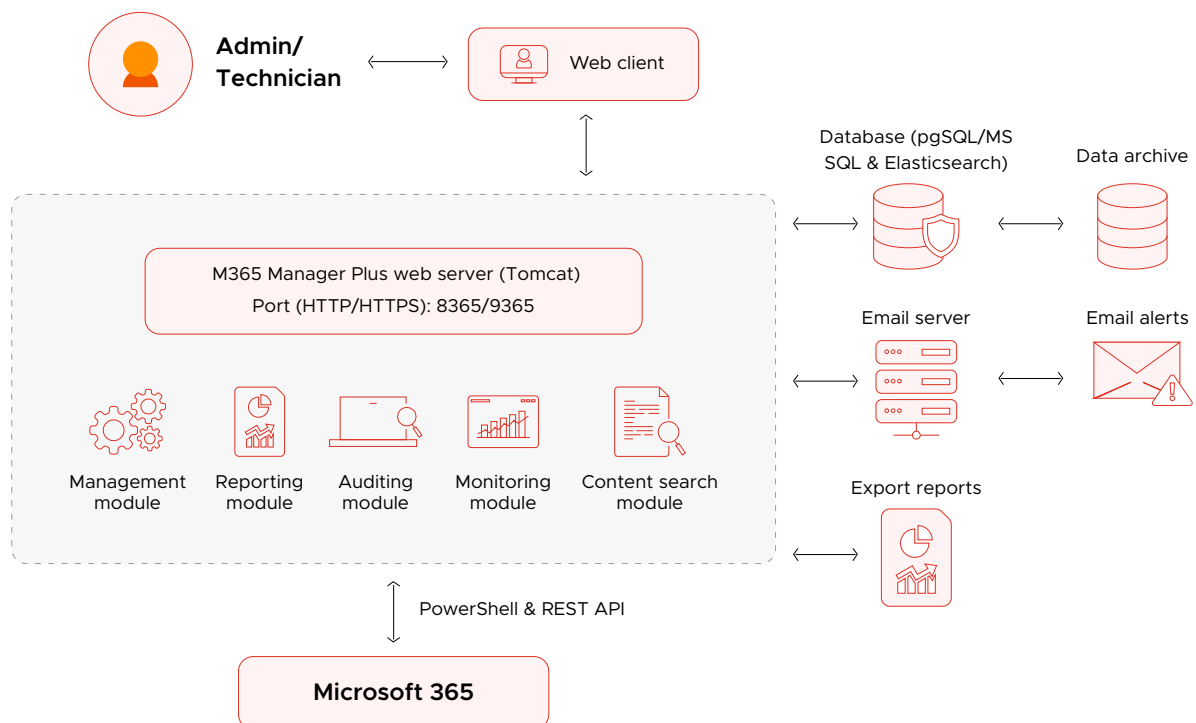 Admin/
Technician
Web client
Database (pgSQL/MS
SQL & Elasticsearch)
Data archive
M365 Manager Plus web server (Tomcat)
Port (HTTP/HTTPS): 8365/9365
Email server
Email alerts
Management
module
Reporting
module
Auditing
module
Monitoring
module
Content search
module
Export reports
PowerShell & REST API
Microsoft 365